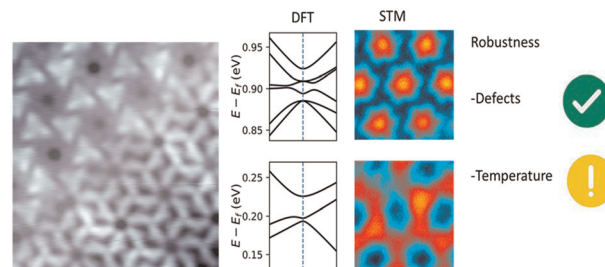 DFT
STM
E − E_f (eV)
0.95
0.90
0.85
E − E_f (eV)
0.25
0.20
0.15
Robustness
-Defects
-Temperature